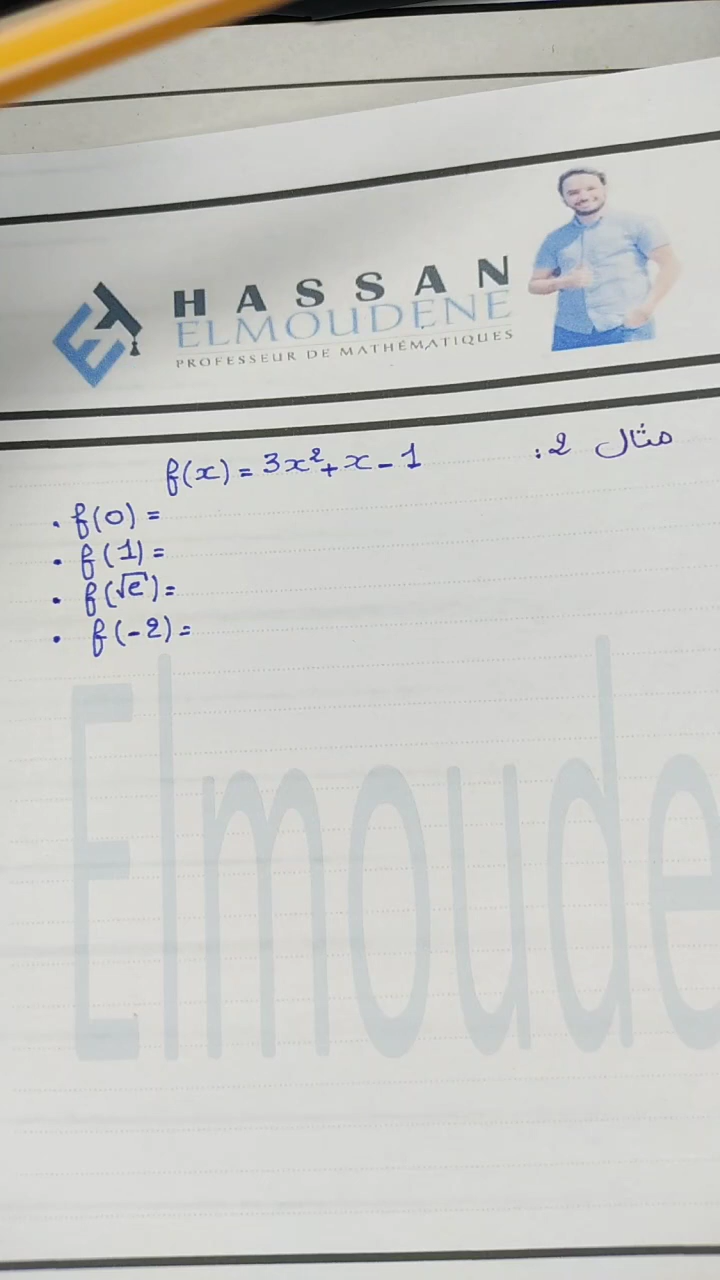 HASSAN
ELMOUDENE
PROFESSEUR DE MATHÉMATIQUES
مثال 2 :
f(x) = 3x²+x-1
• f(0) =
• f(1) =
• f(√2) =
• f(-2) =
Elmoude